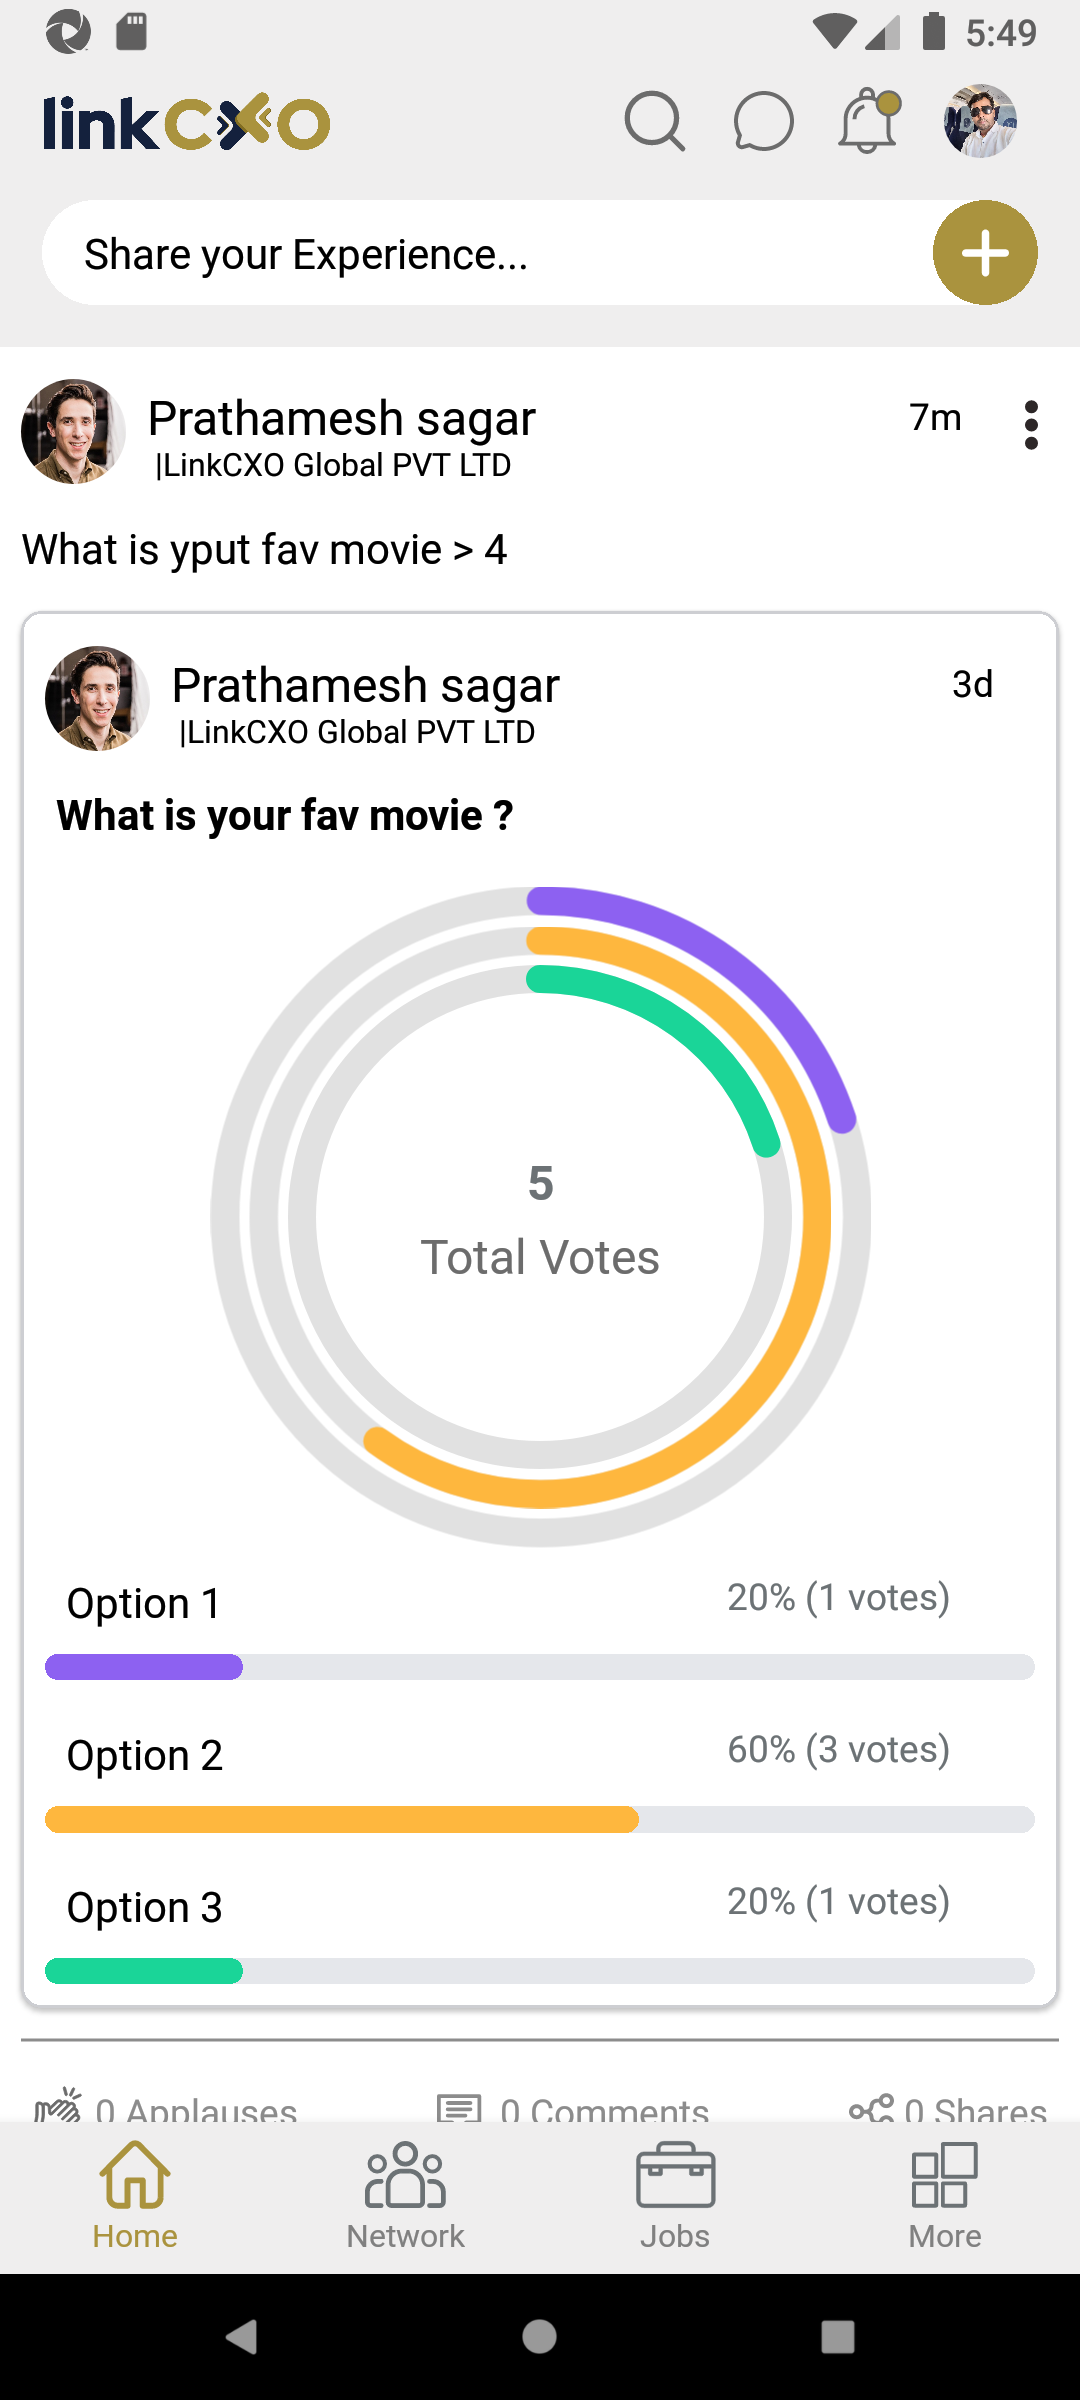 5:49
linkCXO
Share your Experience...
Prathamesh sagar
7m
|LinkCXO Global PVT LTD
What is yput fav movie > 4
Prathamesh sagar
3d
|LinkCXO Global PVT LTD
What is your fav movie ?
5
Total Votes
Option 1
20% (1 votes)
Option 2
60% (3 votes)
Option 3
20% (1 votes)
0 Applauses
0 Comments
0 Shares
Home
Network
Jobs
More